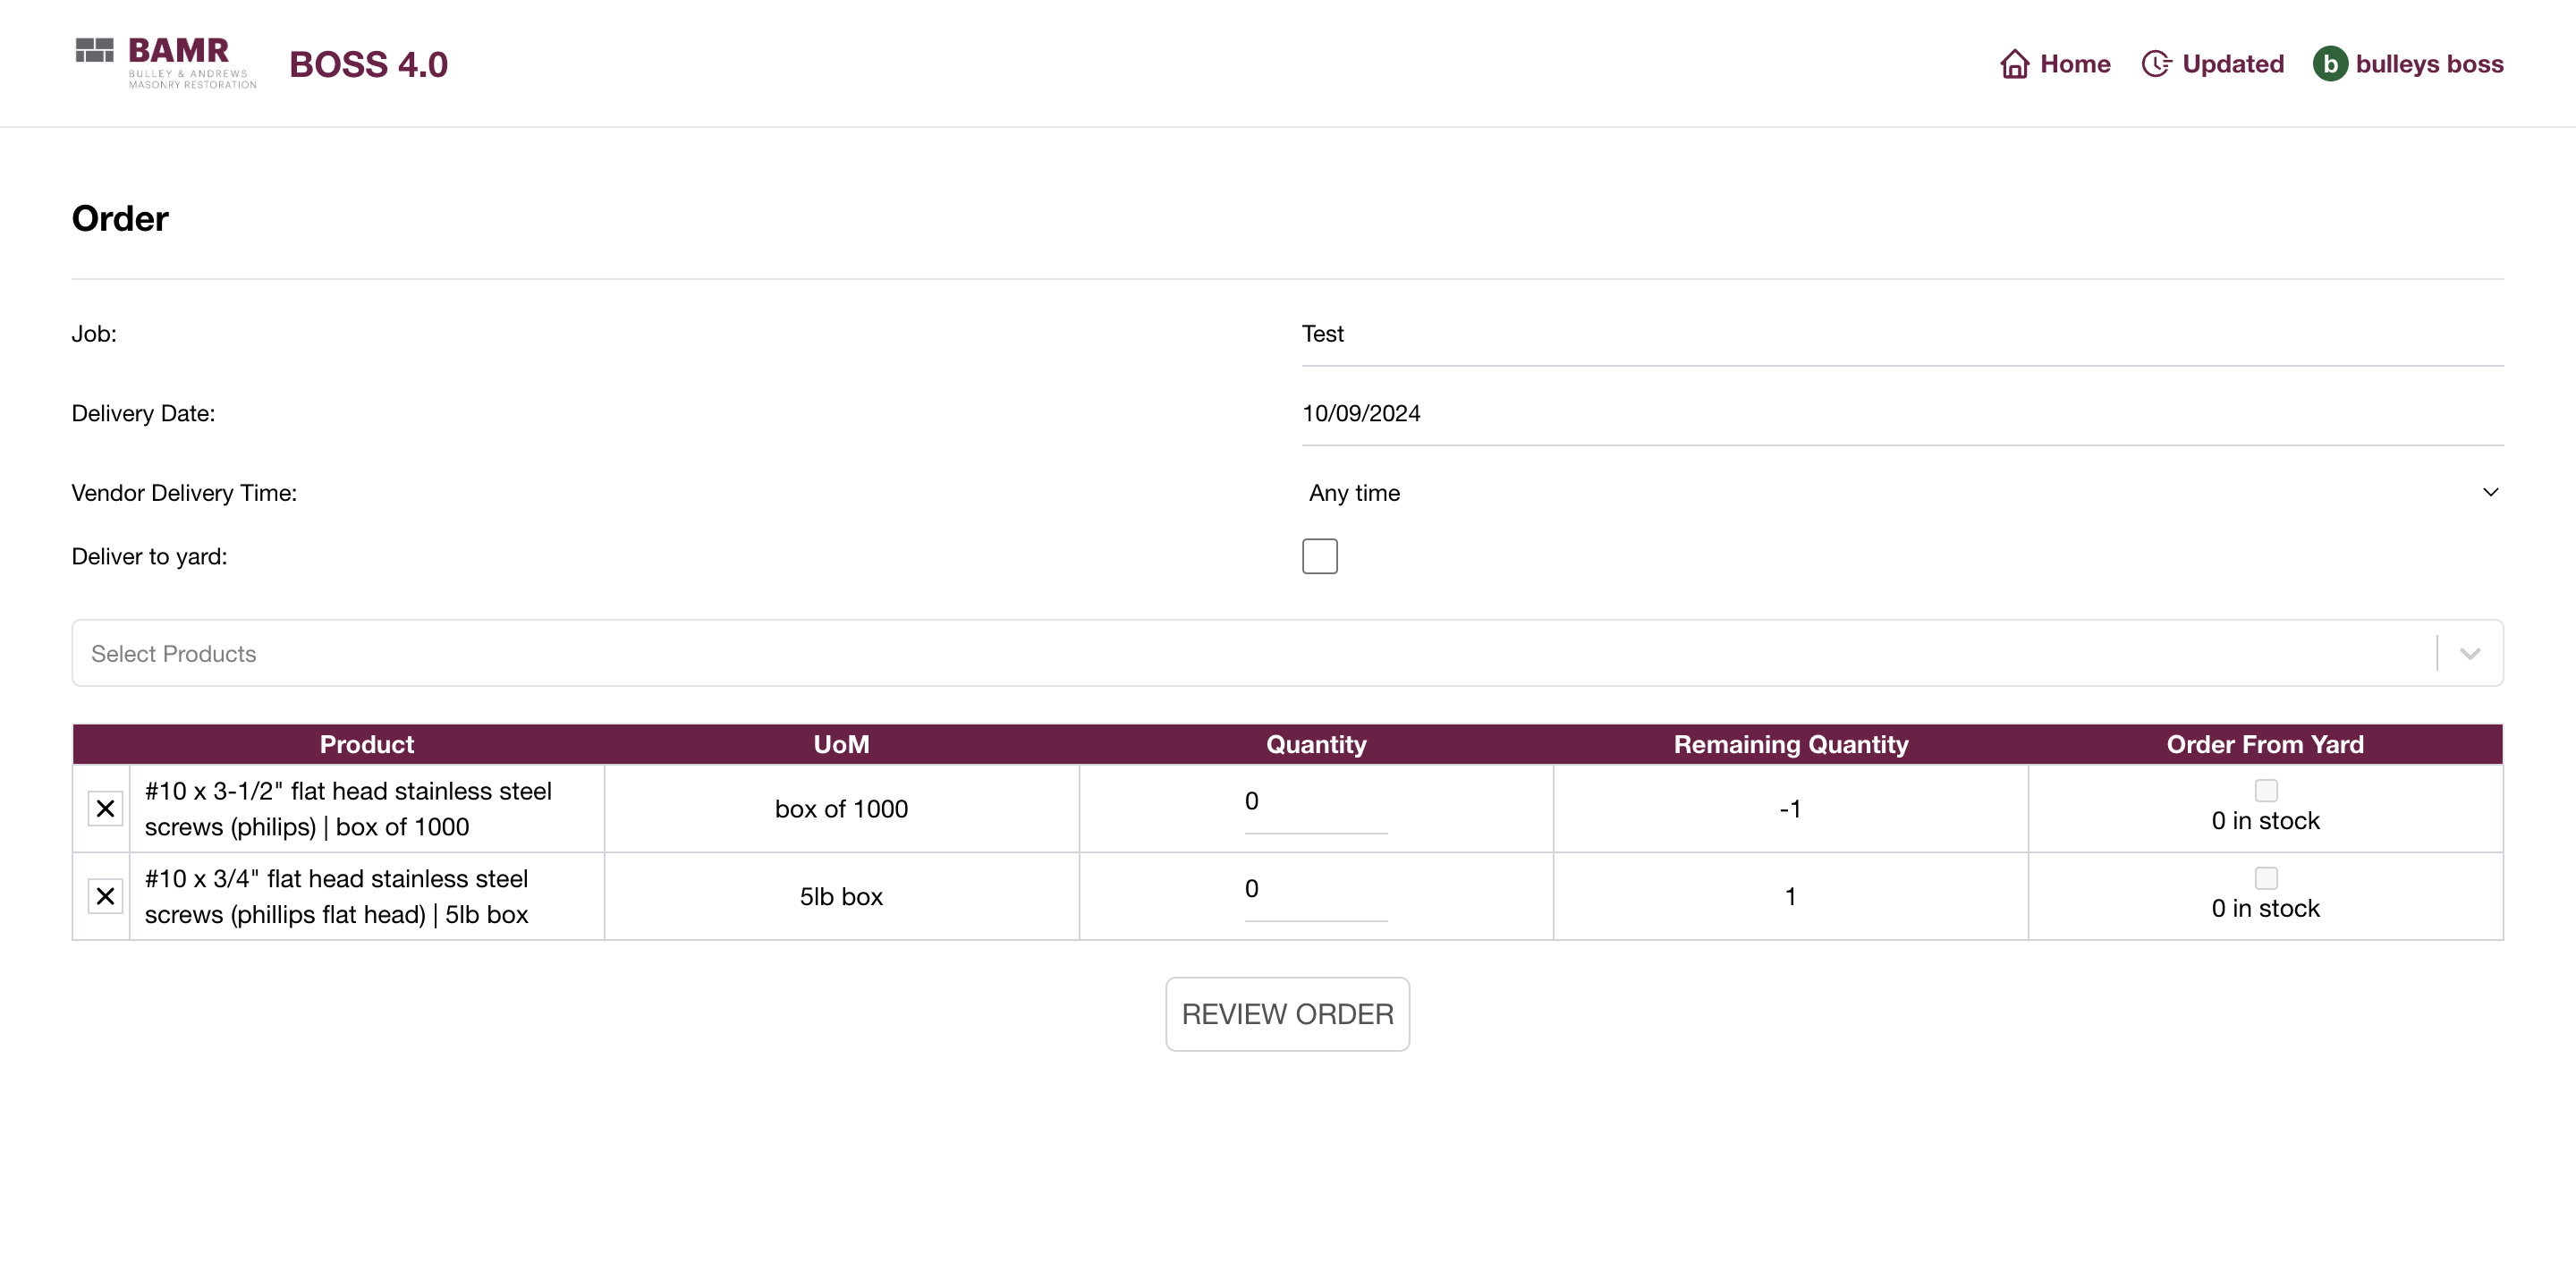 BAMR
BULLEY & ANDREWS
MASONRY RESTORATION
BOSS 4.0
Home
Updated
b
bulleys boss
Order
Job:
Test
Delivery Date:
10/09/2024
Vendor Delivery Time:
Any time
Deliver to yard:
Select Products
Product
UoM
Quantity
Remaining Quantity
Order From Yard
#10 x 3-1/2" flat head stainless steel
screws (philips) | box of 1000
box of 1000
0
-1
0 in stock
#10 x 3/4" flat head stainless steel
screws (phillips flat head) | 5lb box
5lb box
0
1
0 in stock
REVIEW ORDER